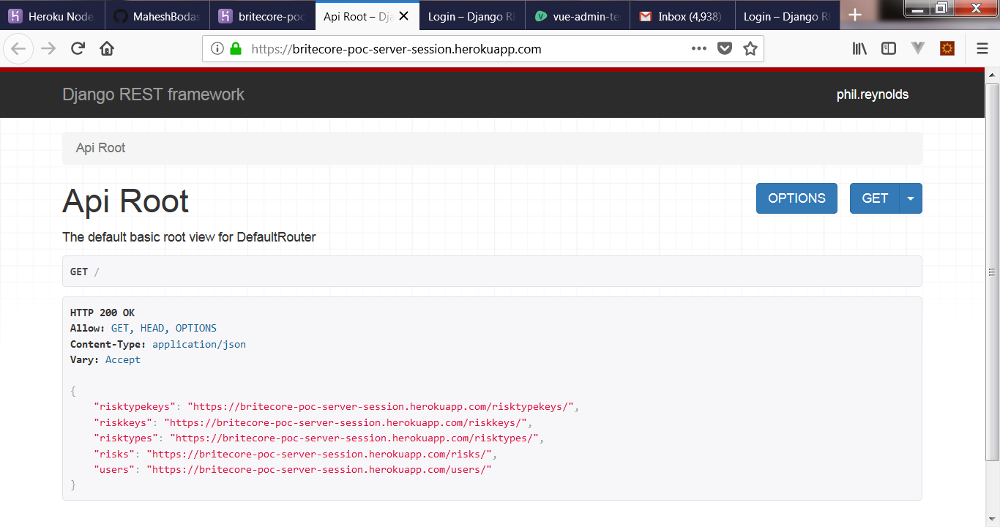 Heroku Node.
MaheshBodas
britecore-poc
Api Root – Dja
Login – Django RE
vue-admin-te
Inbox (4,938)
Login – Django RE
https://britecore-poc-server-session.herokuapp.com
Django REST framework
phil.reynolds
Api Root
Api Root
OPTIONS
GET
The default basic root view for DefaultRouter
GET /
HTTP 200 OK
Allow: GET, HEAD, OPTIONS
Content-Type: application/json
Vary: Accept
{
"risktypekeys": "https://britecore-poc-server-session.herokuapp.com/risktypekeys/",
"riskkeys": "https://britecore-poc-server-session.herokuapp.com/riskkeys/",
"risktypes": "https://britecore-poc-server-session.herokuapp.com/risktypes/",
"risks": "https://britecore-poc-server-session.herokuapp.com/risks/",
"users": "https://britecore-poc-server-session.herokuapp.com/users/"
}